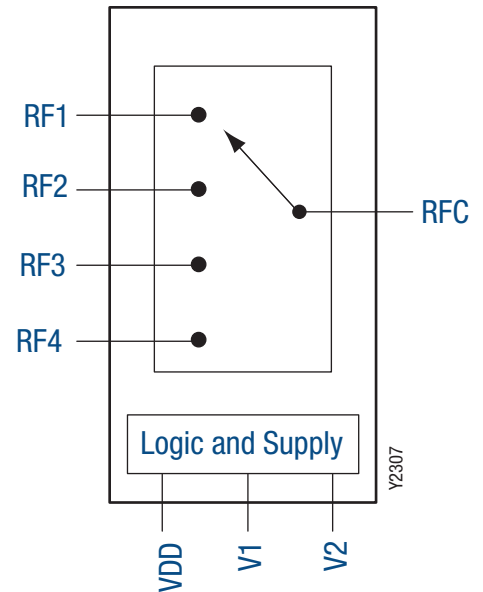 RF1
RF2
RFC
RF3
RF4
Logic and Supply
Y2307
VDD
V1
V2